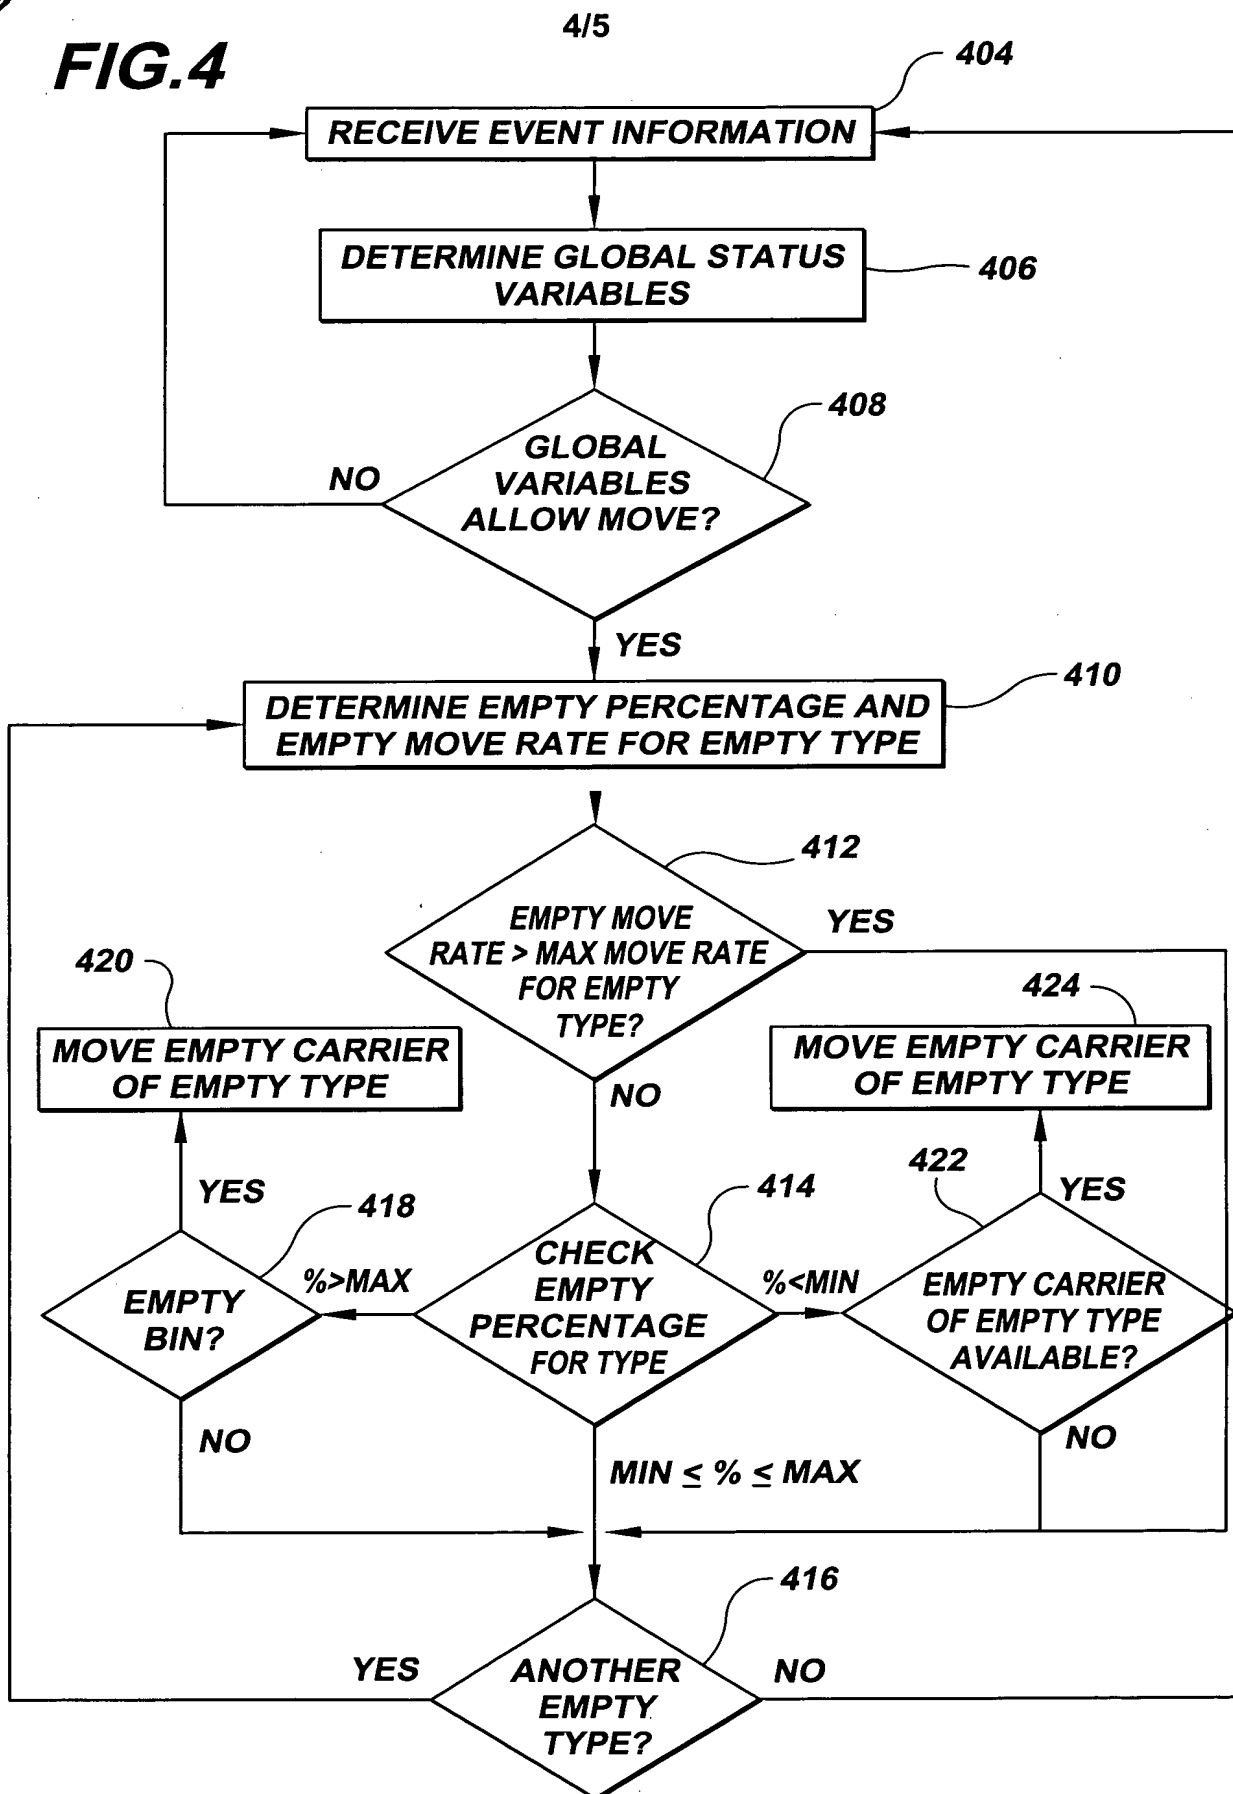 4/5
FIG.4
404
RECEIVE EVENT INFORMATION
DETERMINE GLOBAL STATUS
VARIABLES
406
408
GLOBAL
VARIABLES
ALLOW MOVE?
NO
YES
410
DETERMINE EMPTY PERCENTAGE AND
EMPTY MOVE RATE FOR EMPTY TYPE
412
EMPTY MOVE
RATE > MAX MOVE RATE
FOR EMPTY
TYPE?
YES
NO
420
MOVE EMPTY CARRIER
OF EMPTY TYPE
424
MOVE EMPTY CARRIER
OF EMPTY TYPE
YES
418
EMPTY
BIN?
%>MAX
NO
414
CHECK
EMPTY
PERCENTAGE
FOR TYPE
%<MIN
422
YES
EMPTY CARRIER
OF EMPTY TYPE
AVAILABLE?
NO
MIN ≤ % ≤ MAX
416
YES
ANOTHER
EMPTY
TYPE?
NO